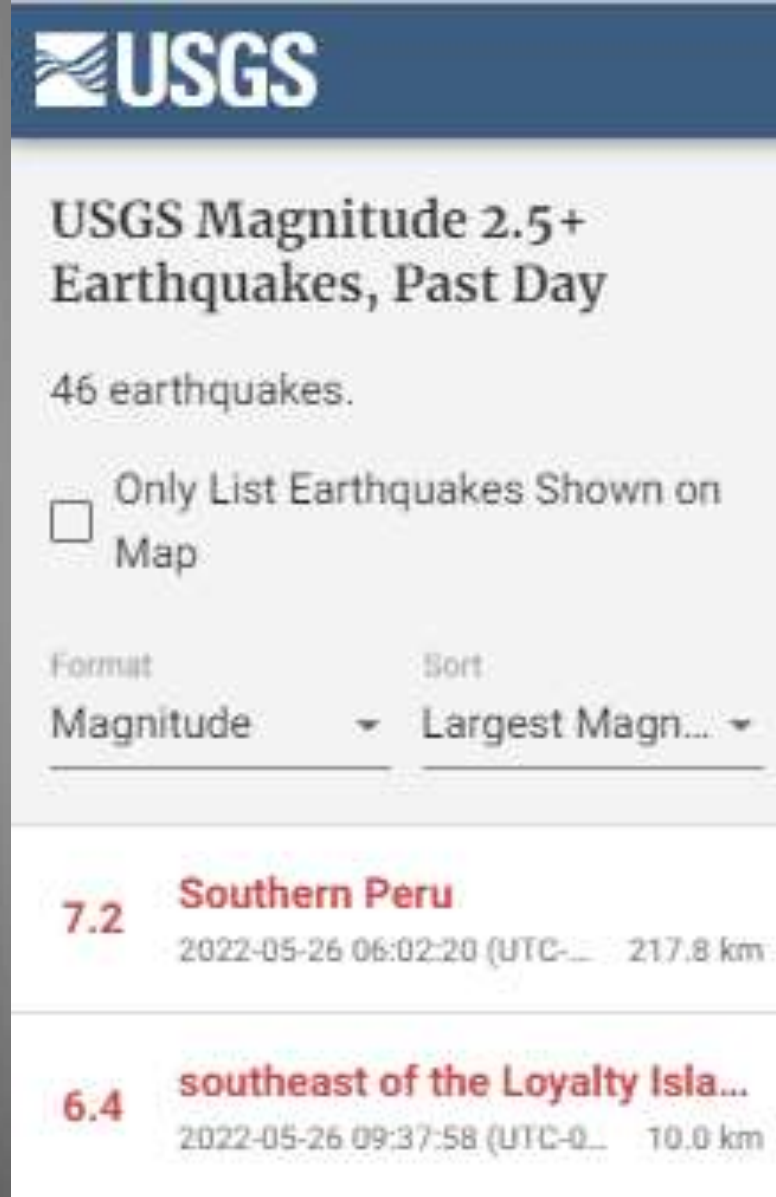 USGS
USGS Magnitude 2.5+
Earthquakes, Past Day
46 earthquakes.
Only List Earthquakes Shown on
Map
Format Sort
Magnitude Largest Magn...
7.2 Southern Peru
2022-05-26 06:02:20 (UTC-... 217.8 km
6.4 southeast of the Loyalty Isla...
2022-05-26 09:37:58 (UTC-0... 10.0 km